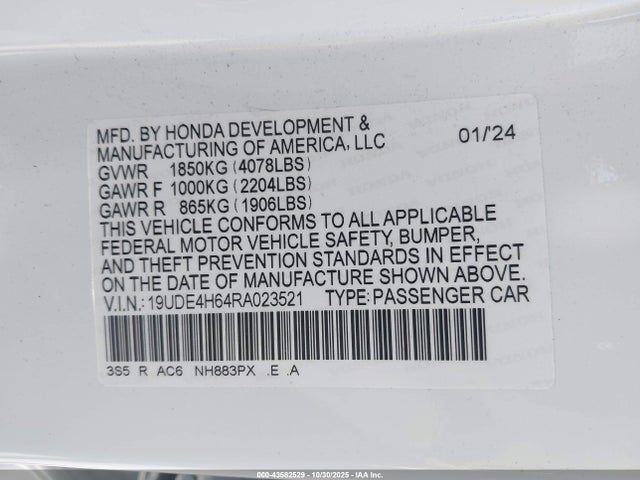 MFD. BY HONDA DEVELOPMENT & 01/'24
MANUFACTURING OF AMERICA, LLC
GVWR 1850KG (4078LBS)
GAWR F 1000KG (2204LBS)
GAWR R 865KG (1906LBS)
THIS VEHICLE CONFORMS TO ALL APPLICABLE
FEDERAL MOTOR VEHICLE SAFETY, BUMPER,
AND THEFT PREVENTION STANDARDS IN EFFECT
ON THE DATE OF MANUFACTURE SHOWN ABOVE.
V.I.N.: 19UDE4H64RA023521 TYPE: PASSENGER CAR
3S5 R AC6 NH883PX .E .A
000-43582529 - 10/30/2025 - IAA Inc.